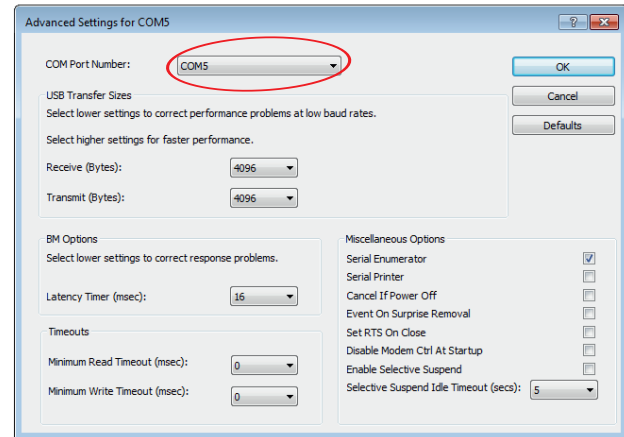 Advanced Settings for COM5
COM Port Number: COM5
OK
USB Transfer Sizes
Cancel
Select lower settings to correct performance problems at low baud rates.
Defaults
Select higher settings for faster performance.
Receive (Bytes): 4096
Transmit (Bytes): 4096
BM Options
Select lower settings to correct response problems.
Latency Timer (msec): 16
Timeouts
Minimum Read Timeout (msec): 0
Minimum Write Timeout (msec): 0
Miscellaneous Options
Serial Enumerator
Serial Printer
Cancel If Power Off
Event On Surprise Removal
Set RTS On Close
Disable Modem Ctrl At Startup
Enable Selective Suspend
Selective Suspend Idle Timeout (secs): 5